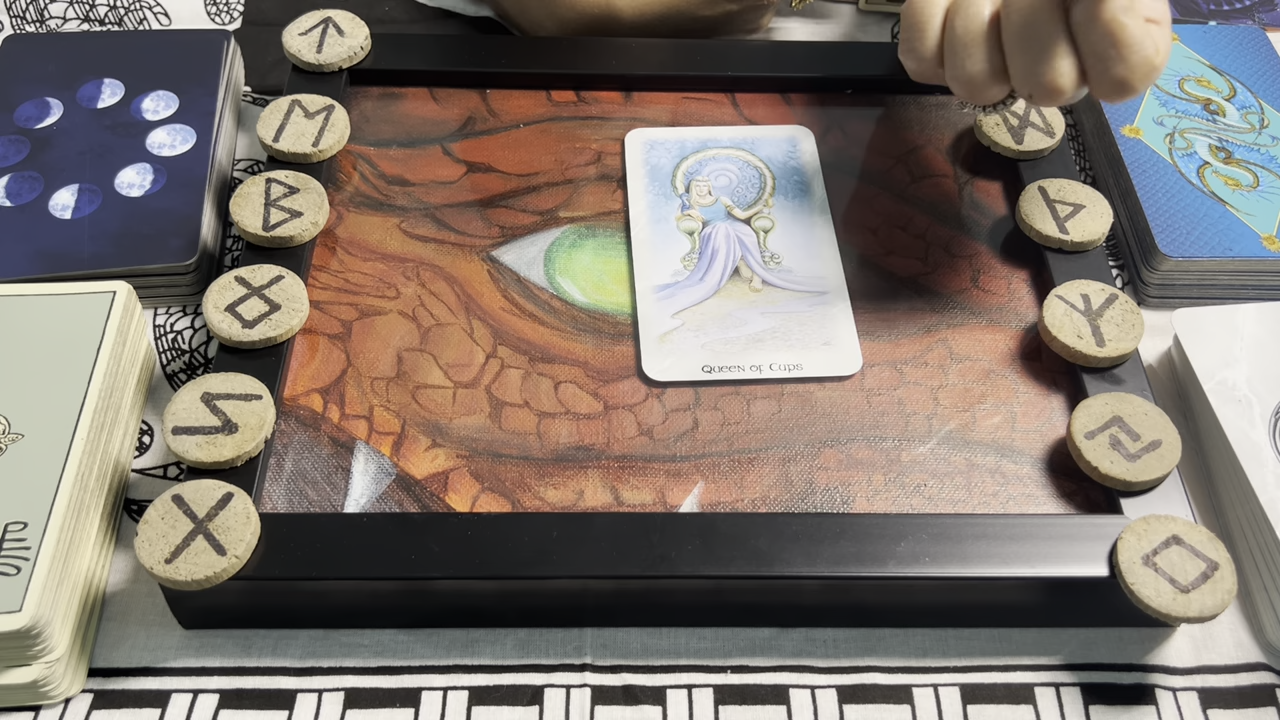 ᛏ
ᛖ
ᛒ
ᛟ
ᛊ
ᚷ
Queen of Cups
ᚦ
ᛉ
ᛃ
ᛜ